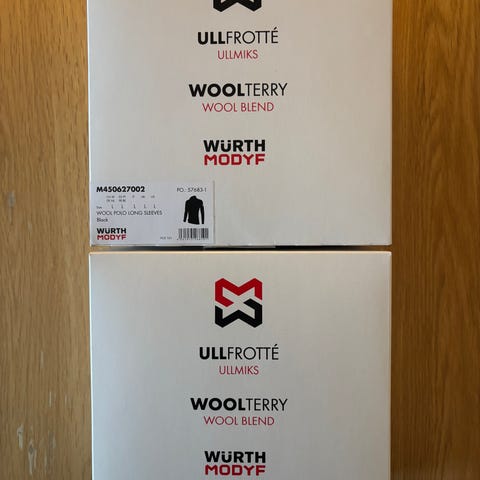 ULLFROTTÉ
ULLMIKS
WOOLTERRY
WOOL BLEND
WÜRTH
MODYF
M450627002
PO.: 57683-1
L L L L L
WOOL POLO LONG SLEEVES
Black
WÜRTH
MODYF
ULLFROTTÉ
ULLMIKS
WOOLTERRY
WOOL BLEND
WÜRTH
MODYF